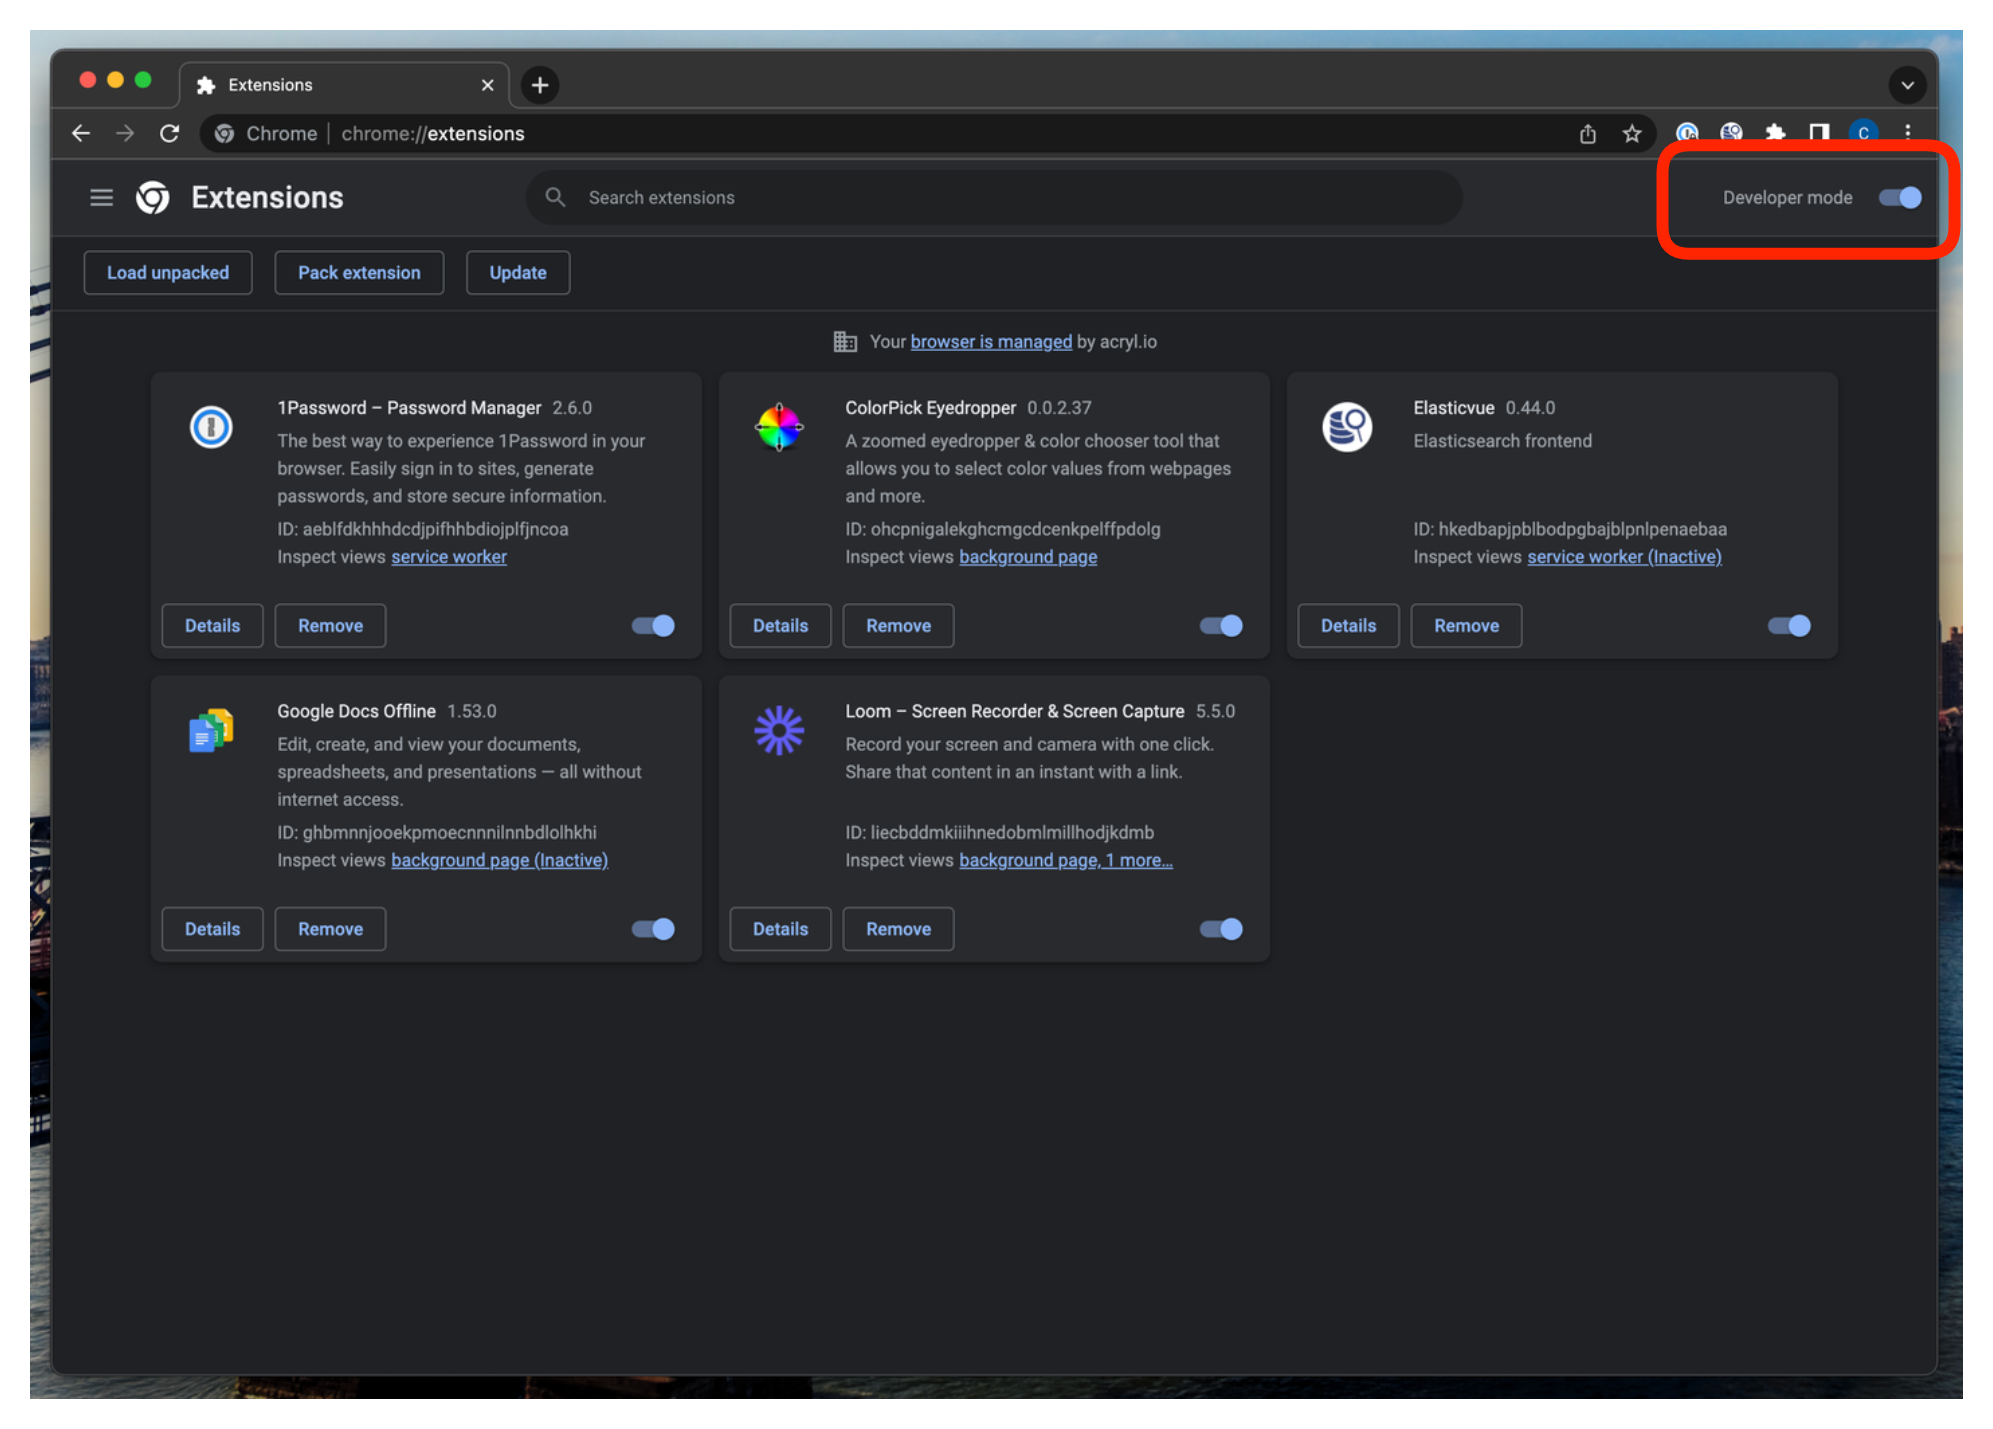 Extensions
Chrome | chrome://extensions
C
Extensions
Search extensions
Developer mode
Load unpacked
Pack extension
Update
Your browser is managed by acryl.io
1Password – Password Manager 2.6.0
The best way to experience 1Password in your
browser. Easily sign in to sites, generate
passwords, and store secure information.
ID: aeblfdkhhhdcdjpifhhbdiojplfjncoa
Inspect views service worker
Details
Remove
ColorPick Eyedropper 0.0.2.37
A zoomed eyedropper & color chooser tool that
allows you to select color values from webpages
and more.
ID: ohcpnigalekghcmgcdcenkpelffpdolg
Inspect views background page
Details
Remove
Elasticvue 0.44.0
Elasticsearch frontend
ID: hkedbapjpblbodpgbajblpnlpenaebaa
Inspect views service worker (Inactive)
Details
Remove
Google Docs Offline 1.53.0
Edit, create, and view your documents,
spreadsheets, and presentations — all without
internet access.
ID: ghbmnnjooekpmoecnnnilnnbdlolhkhi
Inspect views background page (Inactive)
Details
Remove
Loom – Screen Recorder & Screen Capture 5.5.0
Record your screen and camera with one click.
Share that content in an instant with a link.
ID: liecbddmkiiihnedobmlmillhodjkdmb
Inspect views background page, 1 more...
Details
Remove